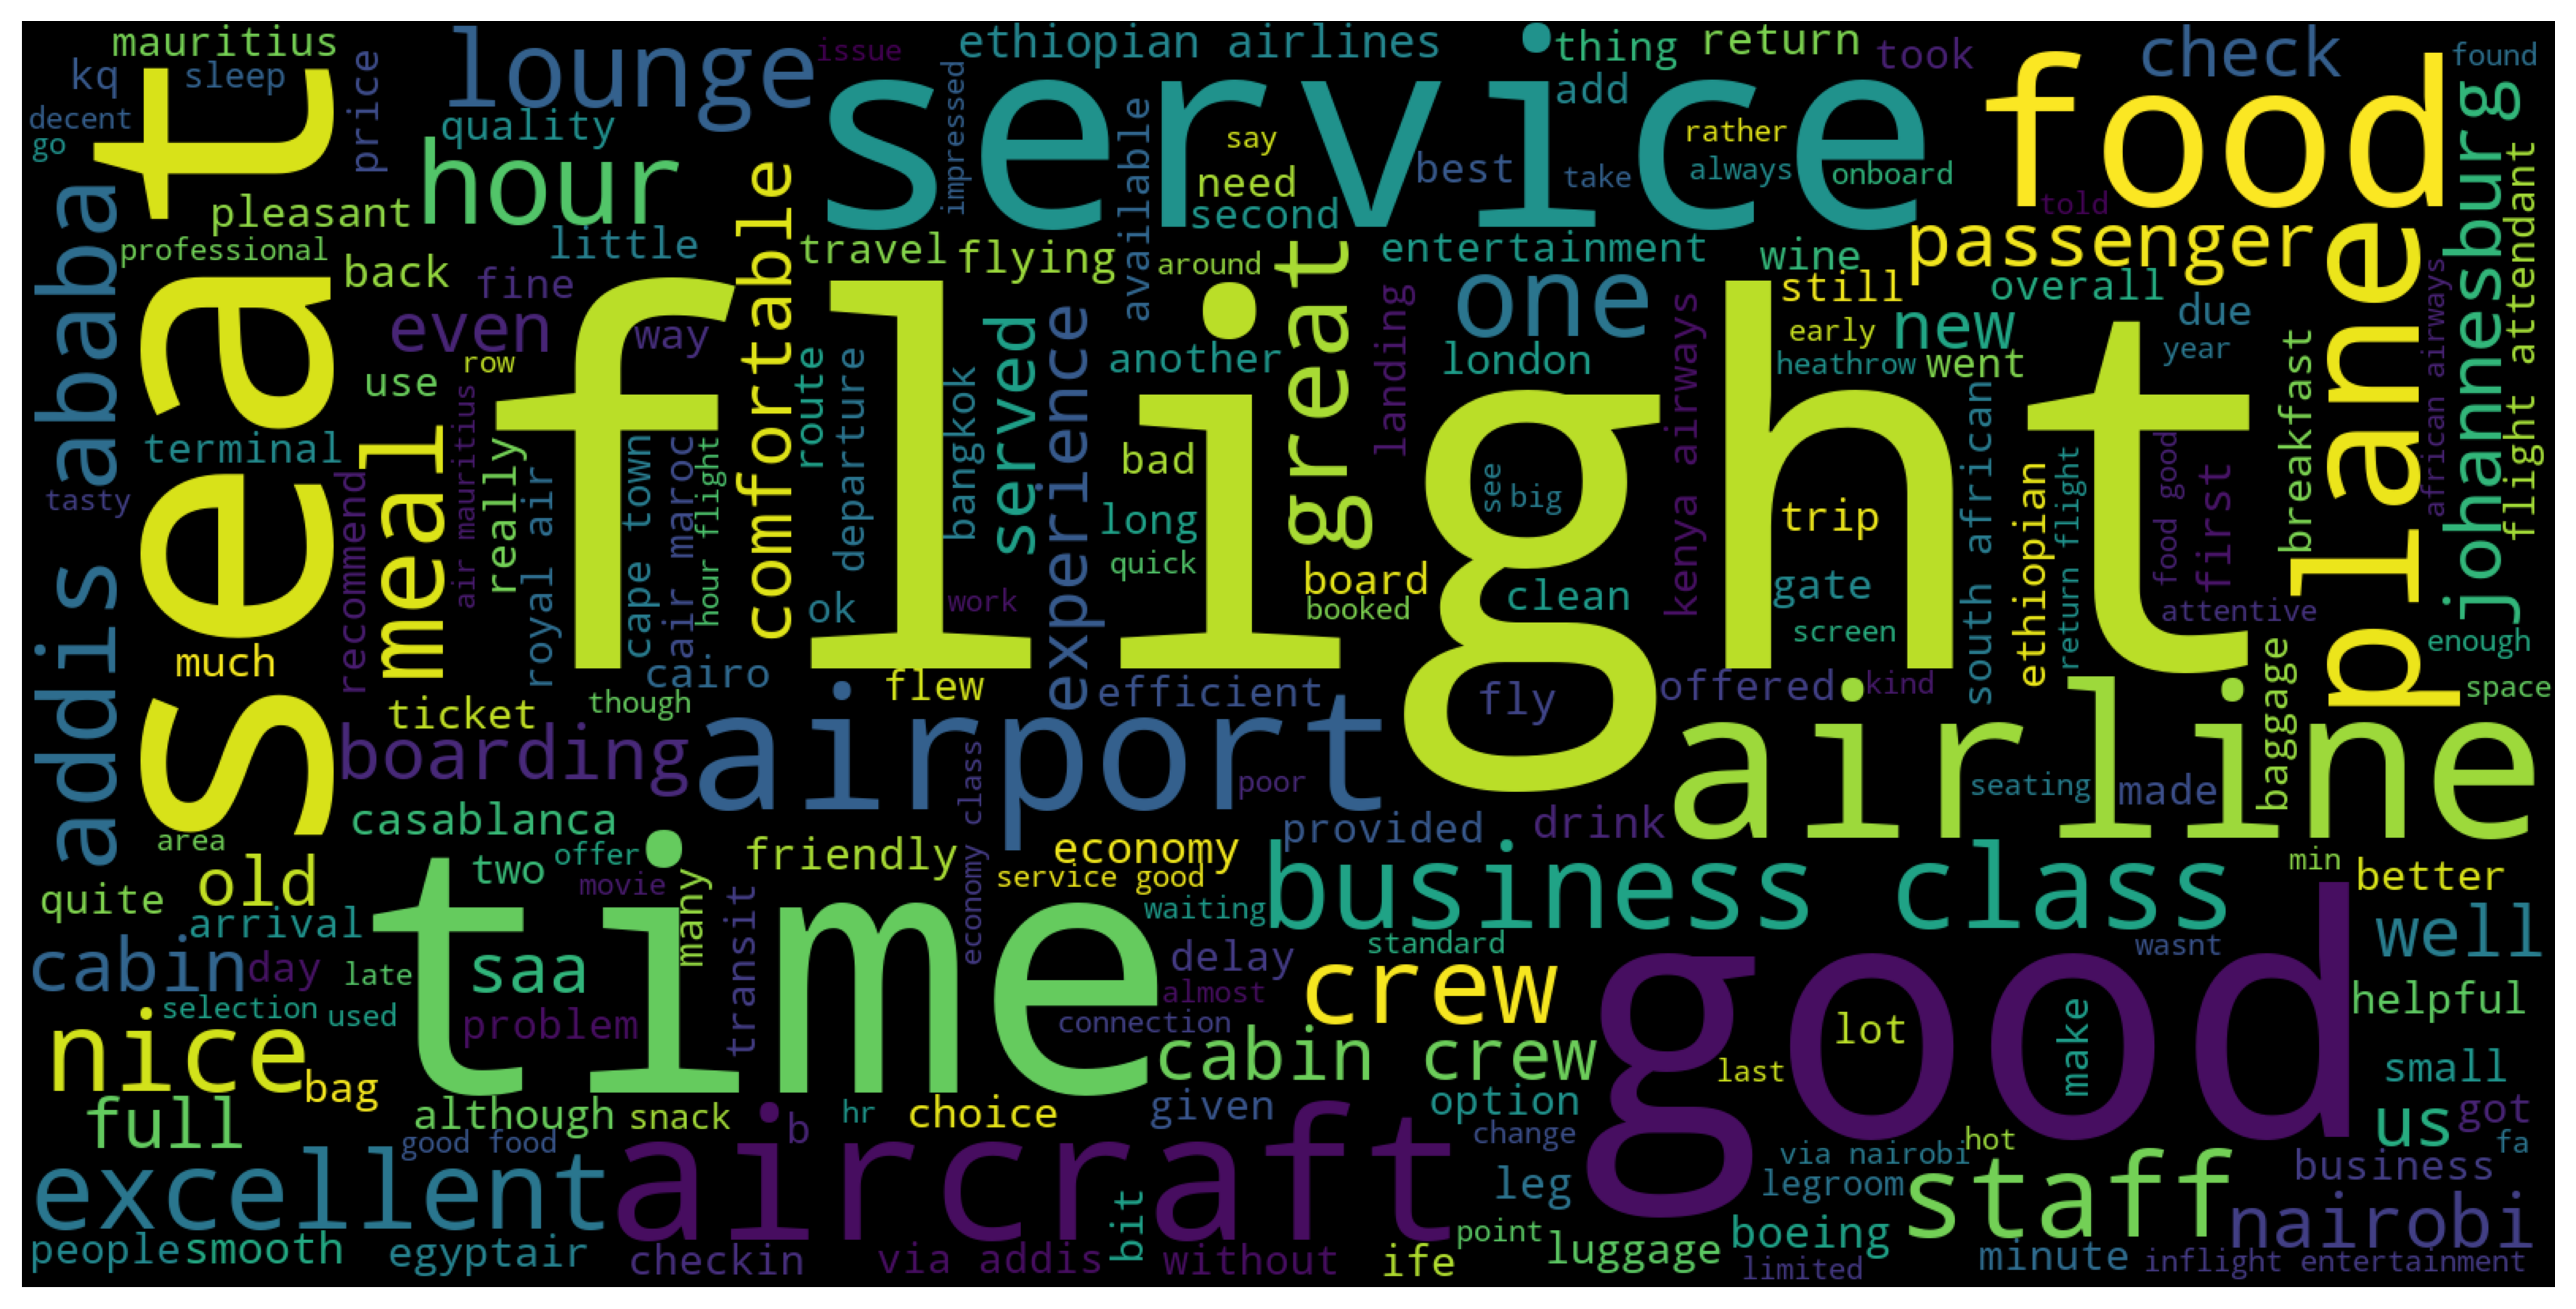 mauritius
kq
sleep
decent
go
price
lounge
issue
ethiopian airlines
thing
return
took
check
found
seat
quality
hour
service
impressed
available
say
need
second
best
add
take
rather
always
onboard
told
food
johannesburg
flight attendant
addis ababa
pleasant
professional
back
fine
little
even
way
row
use
comfortable
travel
flying
around
great
entertainment
wine
passenger
one
still
overall
early
new
due
year
heathrow
went
london
another
landing
kenya airways
plane
breakfast
african airways
terminal
tasty
meal
air mauritius
really
royal air
cape town
air maroc
hour flight
recommend
much
flight
route
departure
bangkok
served
experience
ok
work
bad
long
quick
board
booked
see
big
clean
trip
gate
screen
south african
ethiopian
return flight
food good
first
attentive
enough
space
baggage
ticket
though
cairo
flew
efficient
fly
offered
kind
boarding
airport
economy class
poor
airline
seating
made
area
casablanca
two
offer
movie
friendly
economy
service good
provided
drink
business class
min
better
quite
old
arrival
many
transit
waiting
standard
delay
wasnt
well
cabin
day
late
saa
time
almost
connection
crew
good
lot
make
helpful
selection
used
problem
nice
bag
cabin crew
last
small
full
although
snack
b
hr
choice
given
option
change
us
got
fa
good food
excellent
aircraft
bit
leg
via nairobi
hot
legroom
staff
business
nairobi
people
smooth
egyptair
checkin
via addis
without
ife
point
luggage
boeing
limited
minute
inflight entertainment